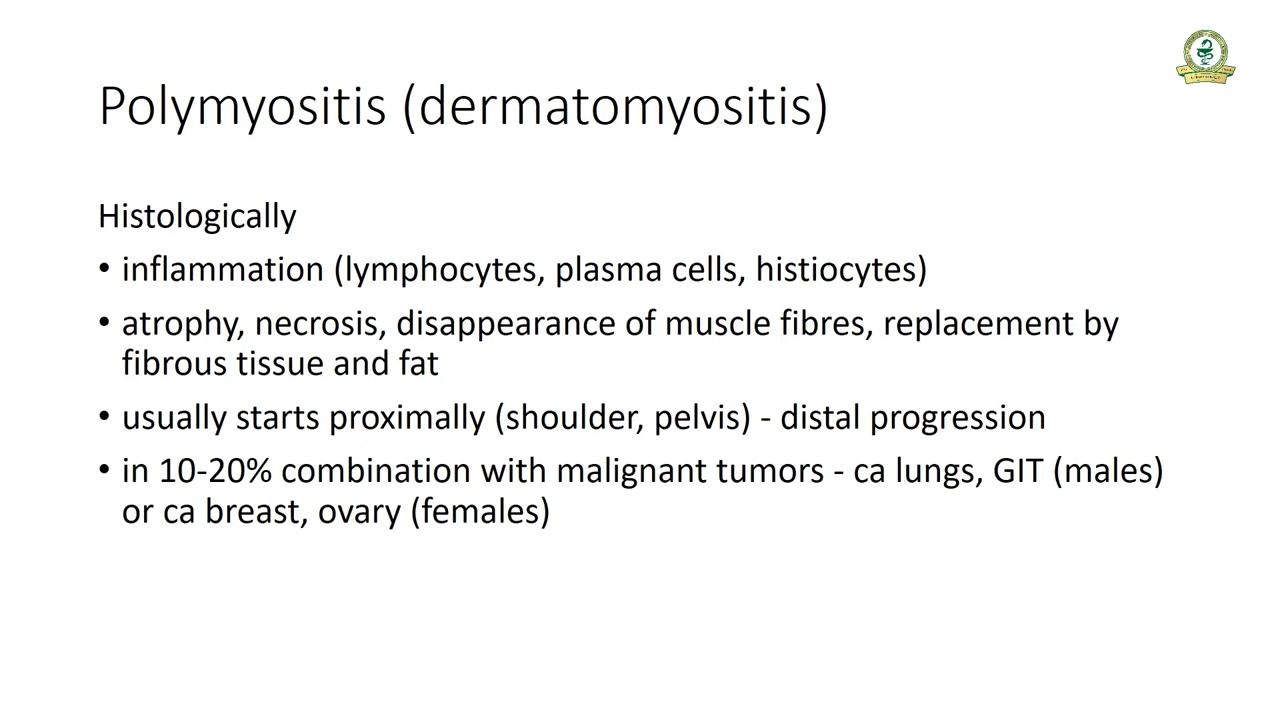 Polymyositis (dermatomyositis)
Histologically
• inflammation (lymphocytes, plasma cells, histiocytes)
• atrophy, necrosis, disappearance of muscle fibres, replacement by
fibrous tissue and fat
• usually starts proximally (shoulder, pelvis) - distal progression
• in 10-20% combination with malignant tumors - ca lungs, GIT (males)
or ca breast, ovary (females)